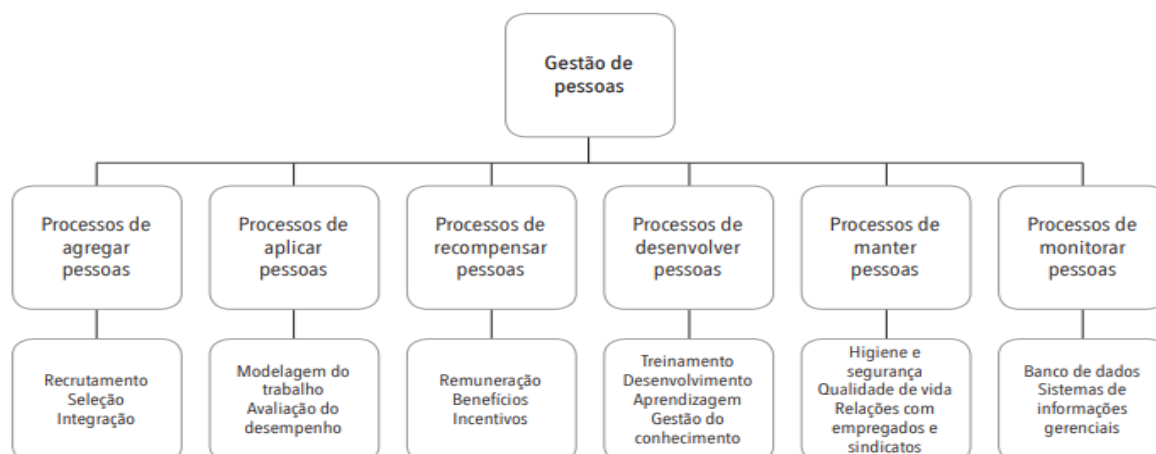 Gestão de
pessoas
Processos de
agregar
pessoas
Processos de
aplicar
pessoas
Processos de
recompensar
pessoas
Processos de
desenvolver
pessoas
Processos de
manter
pessoas
Processos de
monitorar
pessoas
Recrutamento
Seleção
Integração
Modelagem do
trabalho
Avaliação do
desempenho
Remuneração
Benefícios
Incentivos
Treinamento
Desenvolvimento
Aprendizagem
Gestão do
conhecimento
Higiene e
segurança
Qualidade de vida
Relações com
empregados e
sindicatos
Banco de dados
Sistemas de
informações
gerenciais